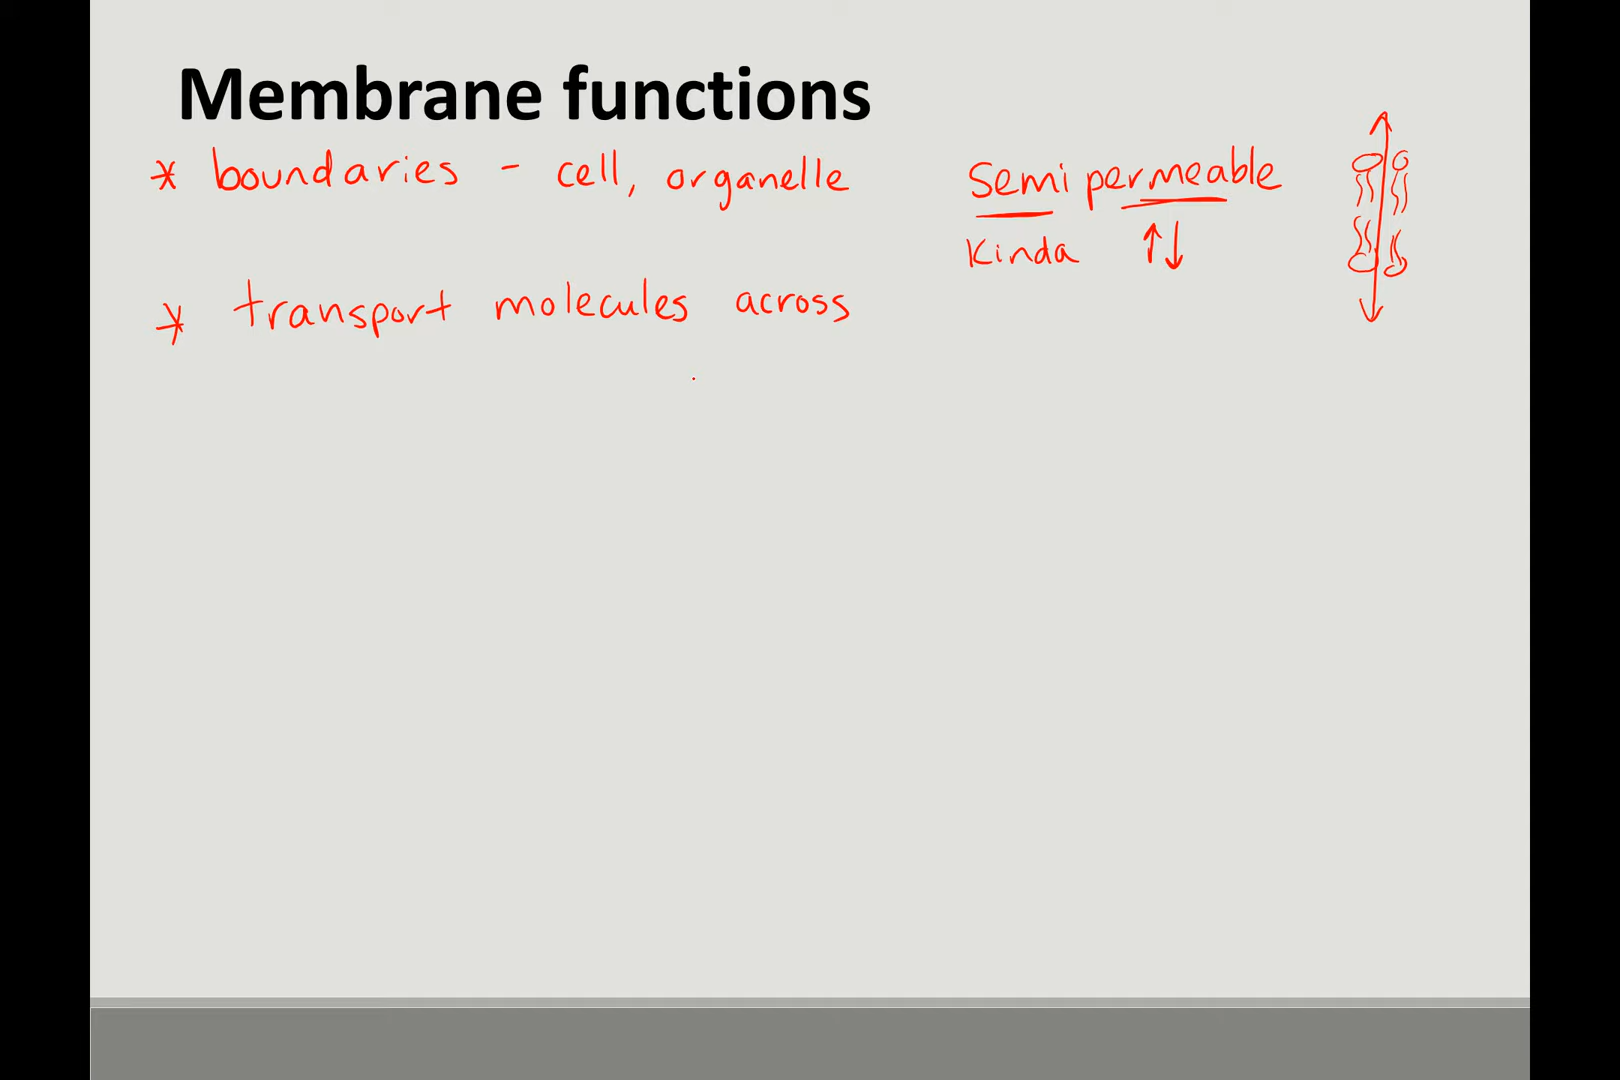 Membrane functions
* boundaries - cell, organelle
Semipermeable
Kinda ↑↓
* transport molecules across